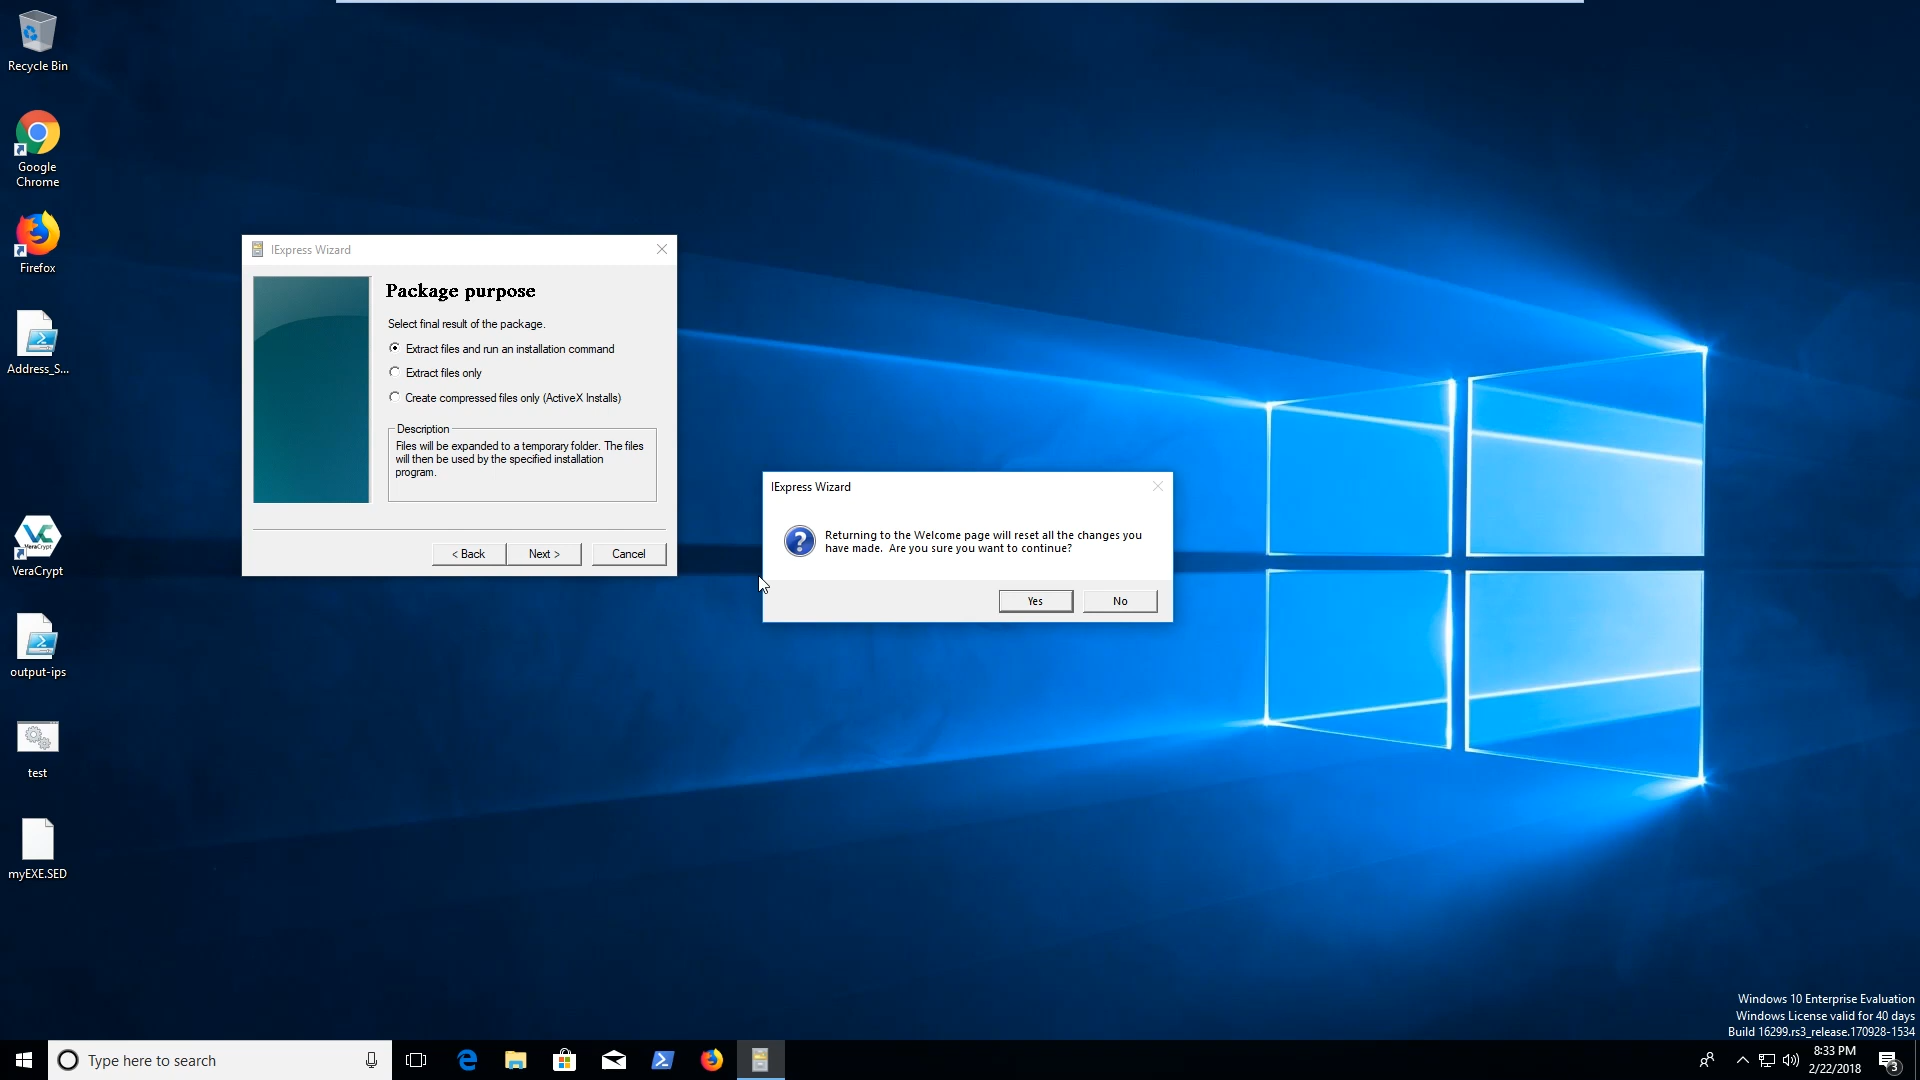 Recycle Bin
Google
Chrome
Firefox
Address_S...
VeraCrypt
VeraCrypt
output-ips
test
myEXE.SED
IExpress Wizard
Package purpose
Select final result of the package.
Extract files and run an installation command
Extract files only
Create compressed files only (ActiveX Installs)
Description
Files will be expanded to a temporary folder. The files
will then be used by the specified installation
program.
< Back
Next >
Cancel
IExpress Wizard
Returning to the Welcome page will reset all the changes you
have made. Are you sure you want to continue?
Yes
No
Windows 10 Enterprise Evaluation
Windows License valid for 40 days
Build 16299.rs3_release.170928-1534
Type here to search
8:33 PM
2/22/2018
3